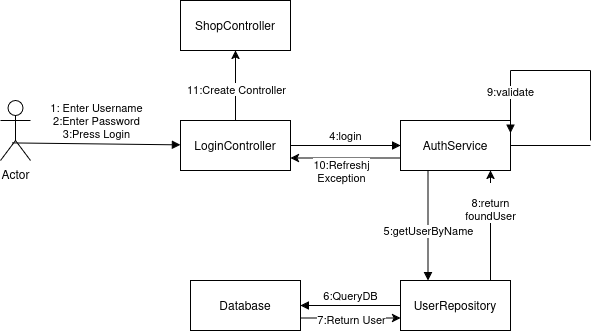 ShopController
11:Create Controller
1: Enter Username
2:Enter Password
3:Press Login
Actor
LoginController
4:login
10:Refreshj
Exception
AuthService
9:validate
8:return
foundUser
5:getUserByName
Database
6:QueryDB
7:Return User
UserRepository